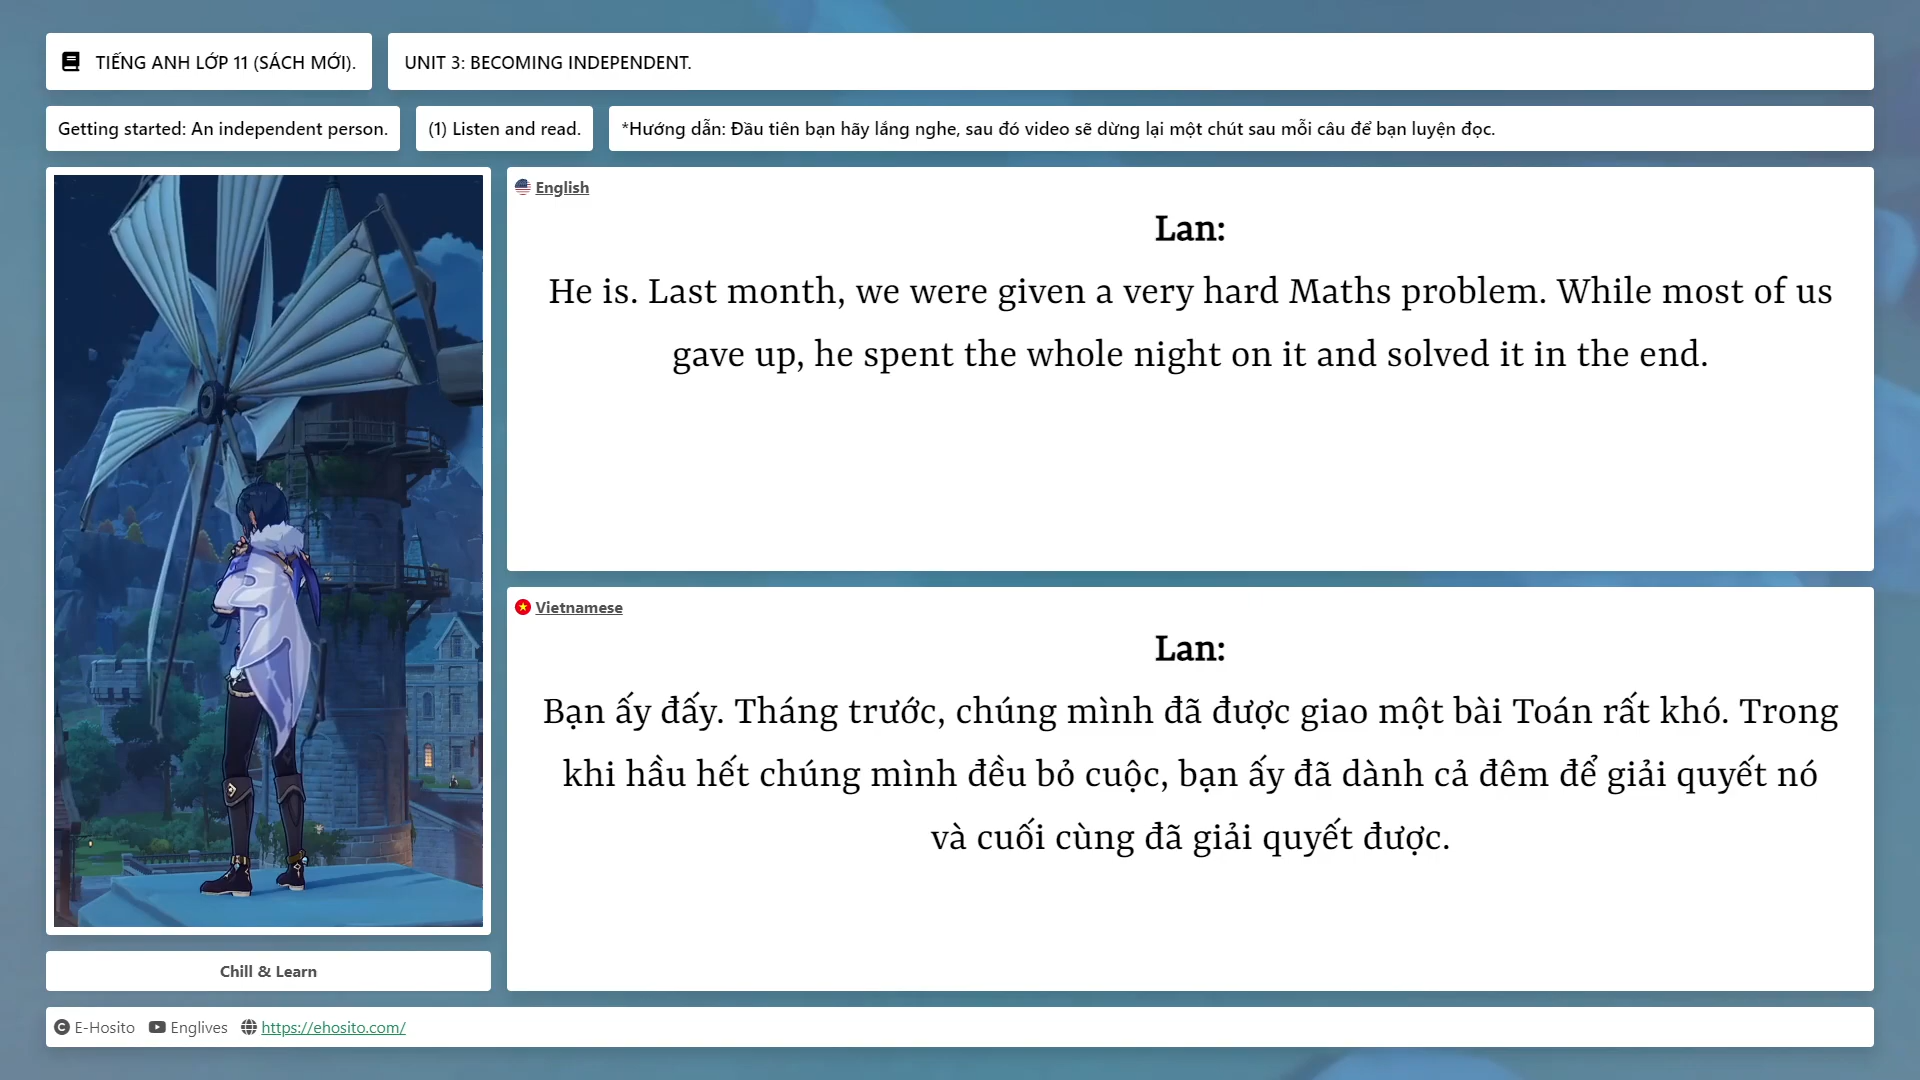 TIẾNG ANH LỚP 11 (SÁCH MỚI).
UNIT 3: BECOMING INDEPENDENT.
Getting started: An independent person.
(1) Listen and read.
*Hướng dẫn: Đầu tiên bạn hãy lắng nghe, sau đó video sẽ dừng lại một chút sau mỗi câu để bạn luyện đọc.
English
Lan:
He is. Last month, we were given a very hard Maths problem. While most of us
gave up, he spent the whole night on it and solved it in the end.
Vietnamese
Lan:
Bạn ấy đấy. Tháng trước, chúng mình đã được giao một bài Toán rất khó. Trong
khi hầu hết chúng mình đều bỏ cuộc, bạn ấy đã dành cả đêm để giải quyết nó
và cuối cùng đã giải quyết được.
Chill & Learn
E-Hosito Englives https://ehosito.com/